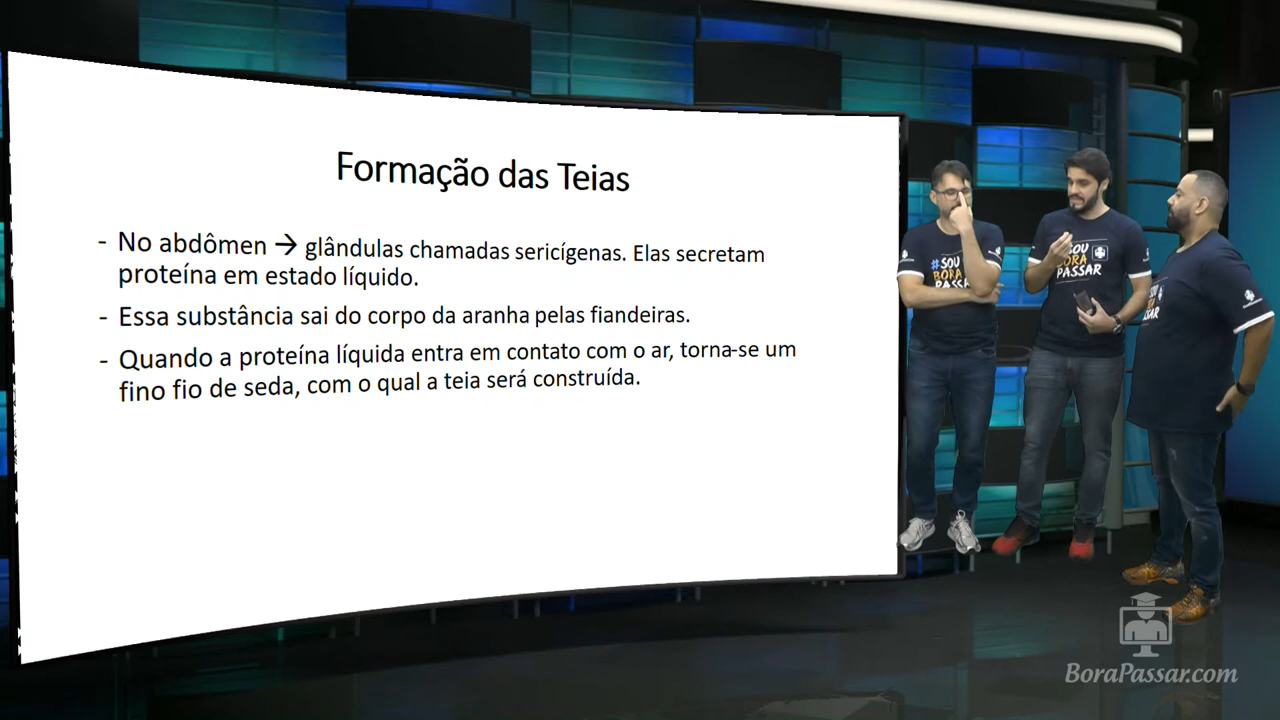 Formação das Teias
- No abdômen → glândulas chamadas sericígenas. Elas secretam
proteína em estado líquido.
- Essa substância sai do corpo da aranha pelas fiandeiras.
- Quando a proteína líquida entra em contato com o ar, torna-se um
fino fio de seda, com o qual a teia será construída.
#SOU
BORA
PASSAR
SOU
BORA
PASSAR
BoraPassar.com